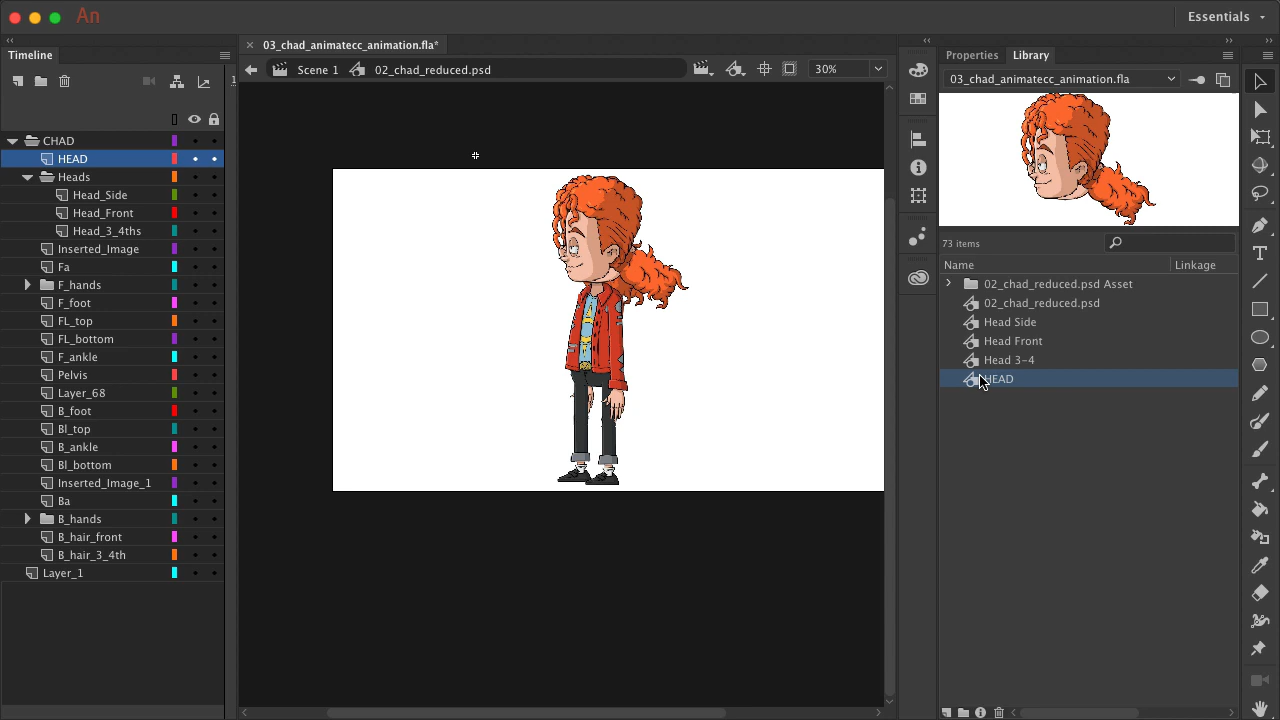 An
Essentials
Timeline
03_chad_animatecc_animation.fla*
Properties
Library
1
Scene 1
02_chad_reduced.psd
30%
03_chad_animatecc_animation.fla
CHAD
HEAD
Heads
Head_Side
Head_Front
Head_3_4ths
Inserted_Image
Fa
F_hands
F_foot
FL_top
FL_bottom
F_ankle
Pelvis
Layer_68
B_foot
Bl_top
B_ankle
Bl_bottom
Inserted_Image_1
Ba
B_hands
B_hair_front
B_hair_3_4th
Layer_1
73 items
Name
Linkage
02_chad_reduced.psd Asset
02_chad_reduced.psd
Head Side
Head Front
Head 3-4
HEAD